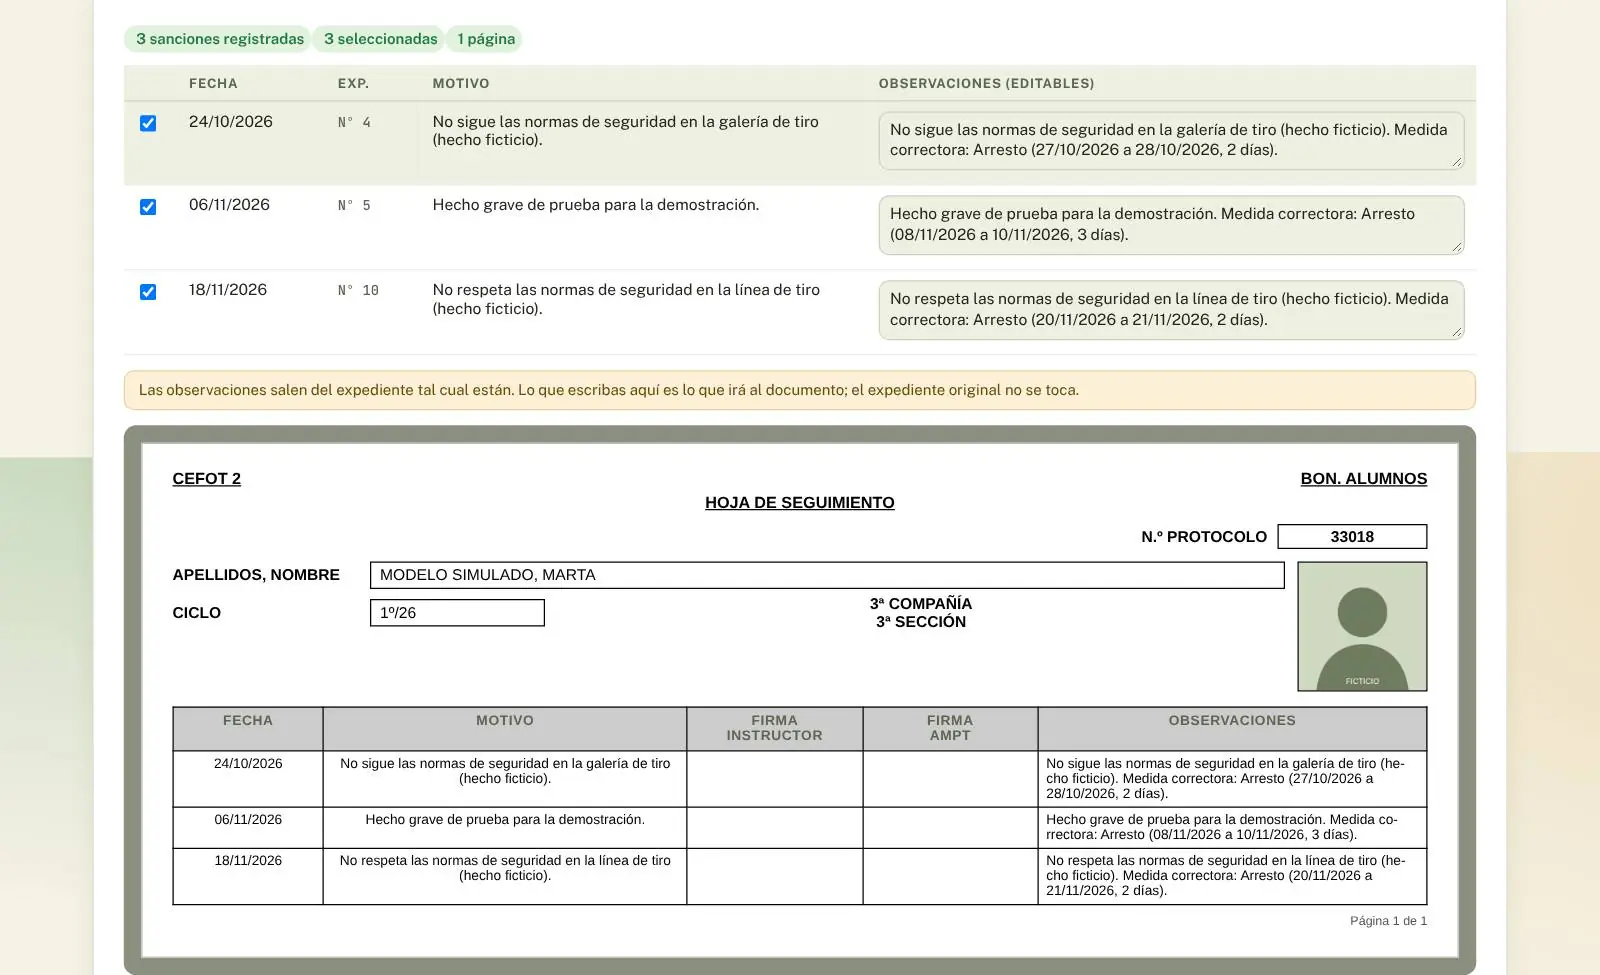 3 sanciones registradas 3 seleccionadas 1 página
FECHA EXP. MOTIVO OBSERVACIONES (EDITABLES)
24/10/2026 N° 4 No sigue las normas de seguridad en la galería de tiro
(hecho ficticio).
No sigue las normas de seguridad en la galería de tiro (hecho ficticio). Medida
correctora: Arresto (27/10/2026 a 28/10/2026, 2 días).
06/11/2026 N° 5 Hecho grave de prueba para la demostración.
Hecho grave de prueba para la demostración. Medida correctora: Arresto
(08/11/2026 a 10/11/2026, 3 días).
18/11/2026 N° 10 No respeta las normas de seguridad en la línea de tiro
(hecho ficticio).
No respeta las normas de seguridad en la línea de tiro (hecho ficticio). Medida
correctora: Arresto (20/11/2026 a 21/11/2026, 2 días).
Las observaciones salen del expediente tal cual están. Lo que escribas aquí es lo que irá al documento; el expediente original no se toca.
CEFOT 2 BON. ALUMNOS
HOJA DE SEGUIMIENTO
N.º PROTOCOLO 33018
APELLIDOS, NOMBRE MODELO SIMULADO, MARTA
CICLO 1º/26
3ª COMPAÑÍA
3ª SECCIÓN
FICTICIO
FECHA MOTIVO FIRMA INSTRUCTOR FIRMA AMPT OBSERVACIONES
24/10/2026 No sigue las normas de seguridad en la galería de tiro
(hecho ficticio).
No sigue las normas de seguridad en la galería de tiro (he-
cho ficticio). Medida correctora: Arresto (27/10/2026 a
28/10/2026, 2 días).
06/11/2026 Hecho grave de prueba para la demostración.
Hecho grave de prueba para la demostración. Medida co-
rrectora: Arresto (08/11/2026 a 10/11/2026, 3 días).
18/11/2026 No respeta las normas de seguridad en la línea de tiro
(hecho ficticio).
No respeta las normas de seguridad en la línea de tiro (he-
cho ficticio). Medida correctora: Arresto (20/11/2026 a
21/11/2026, 2 días).
Página 1 de 1